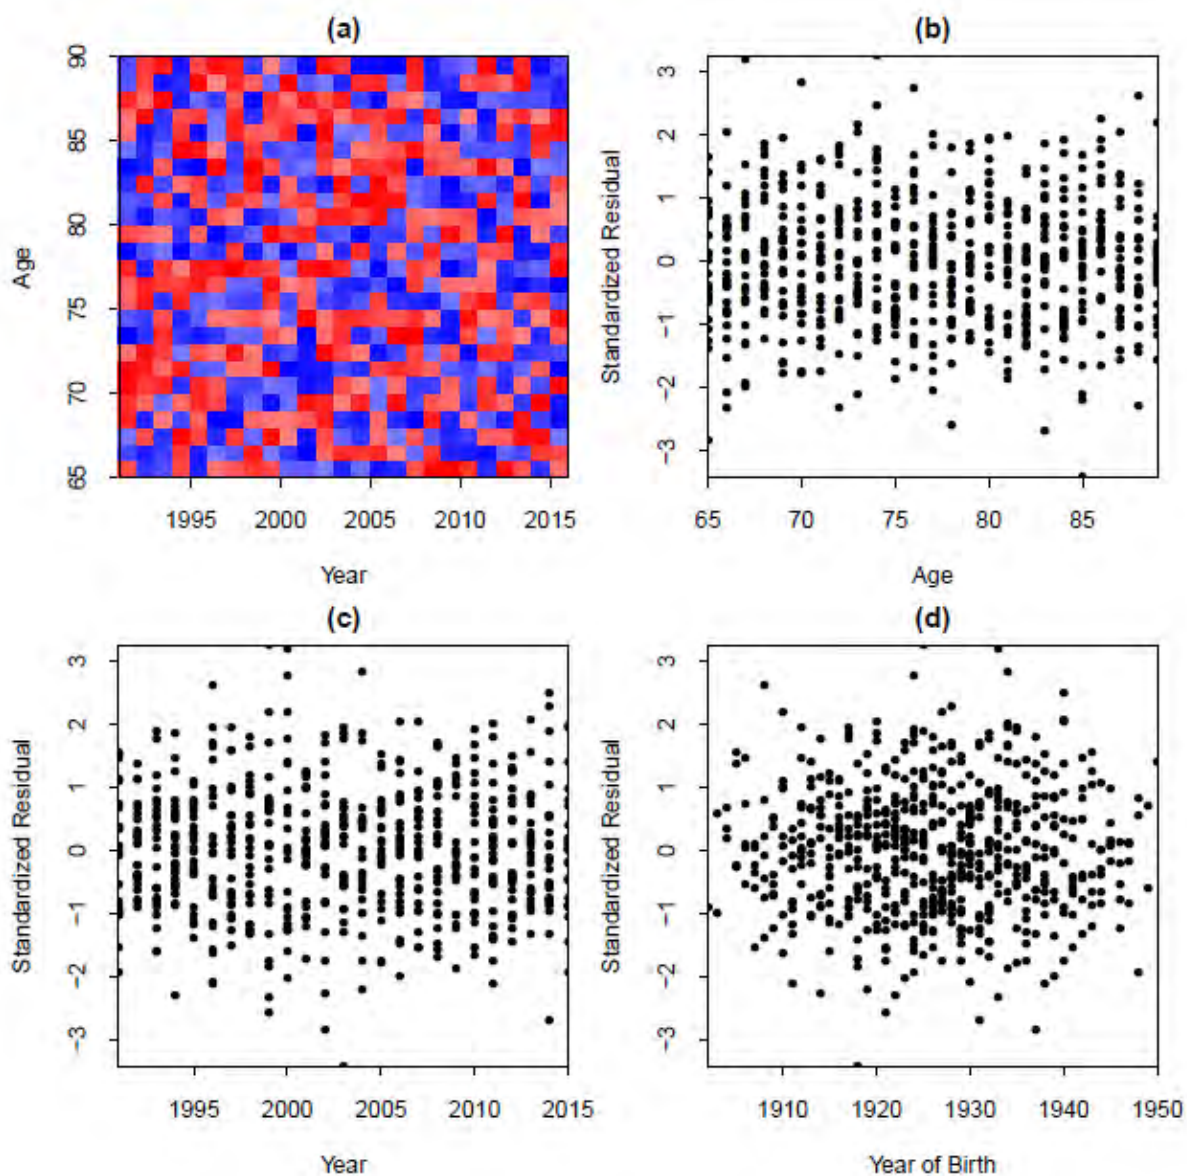 (a)
90
85
80
75
70
65
Age
1995 2000 2005 2010 2015
Year
(b)
3
2
1
0
−1
−2
−3
Standardized Residual
65 70 75 80 85
Age
(c)
3
2
1
0
−1
−2
−3
Standardized Residual
1995 2000 2005 2010 2015
Year
(d)
3
2
1
0
−1
−2
−3
Standardized Residual
1910 1920 1930 1940 1950
Year of Birth